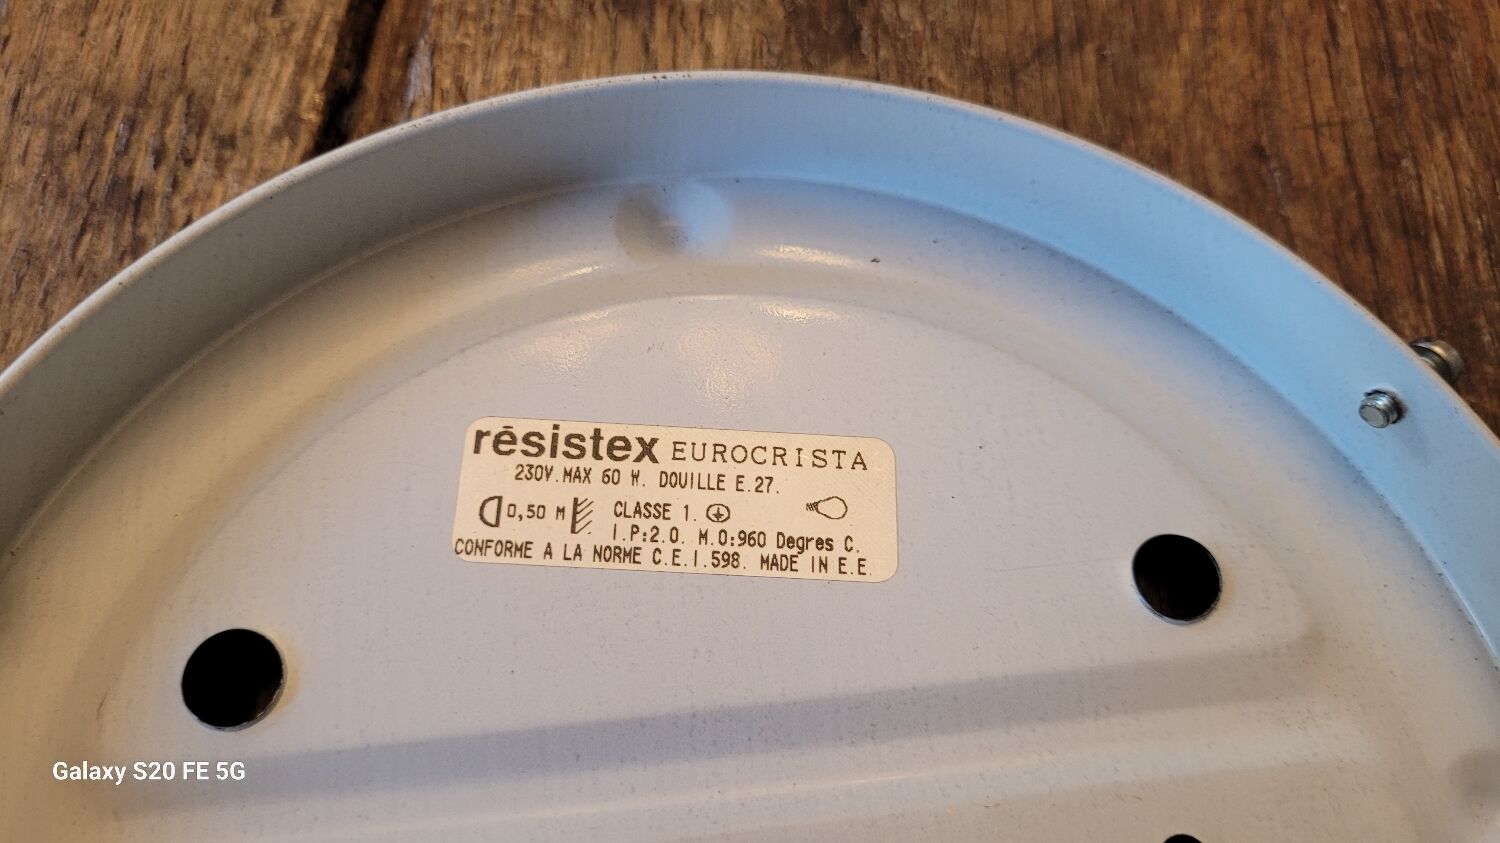 résistex EUROCRISTA
230V.MAX 60 W. DOUILLE E.27.
0,50 M CLASSE 1.
I.P:2.0. M.O:960 Degres C.
CONFORME A LA NORME C.E.I.598. MADE IN E.E.
Galaxy S20 FE 5G